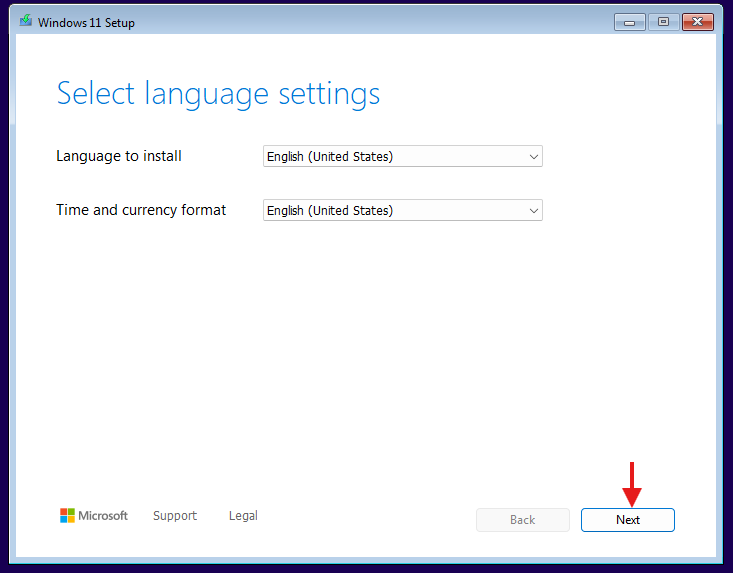 Windows 11 Setup
Select language settings
Language to install English (United States)
Time and currency format English (United States)
Microsoft Support Legal Back Next